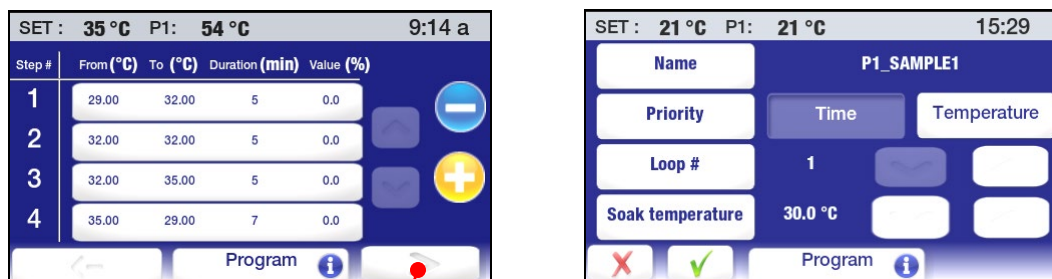 SET : 35 °C P1: 54 °C 9:14 a
Step # From (°C) To (°C) Duration (min) Value (%)
1 29.00 32.00 5 0.0
2 32.00 32.00 5 0.0
3 32.00 35.00 5 0.0
4 35.00 29.00 7 0.0
Program i
SET : 21 °C P1: 21 °C 15:29
Name P1_SAMPLE1
Priority Time Temperature
Loop # 1
Soak temperature 30.0 °C
Program i